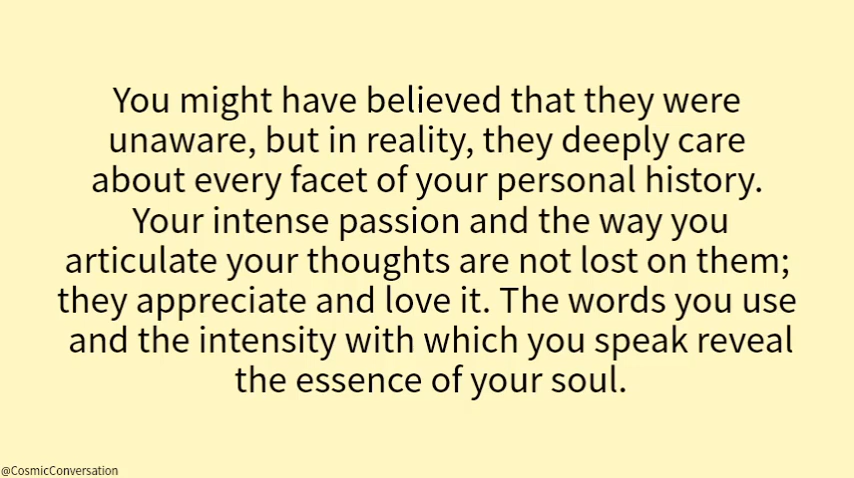 You might have believed that they were
unaware, but in reality, they deeply care
about every facet of your personal history.
Your intense passion and the way you
articulate your thoughts are not lost on them;
they appreciate and love it. The words you use
and the intensity with which you speak reveal
the essence of your soul.
@CosmicConversation